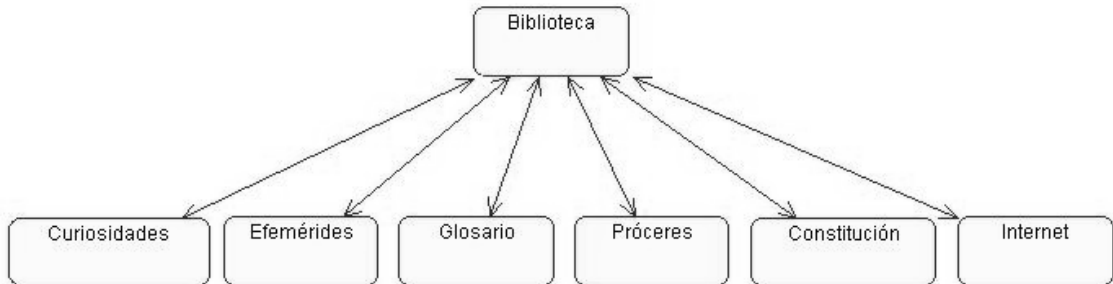 Biblioteca
Curiosidades
Efemérides
Glosario
Próceres
Constitución
Internet